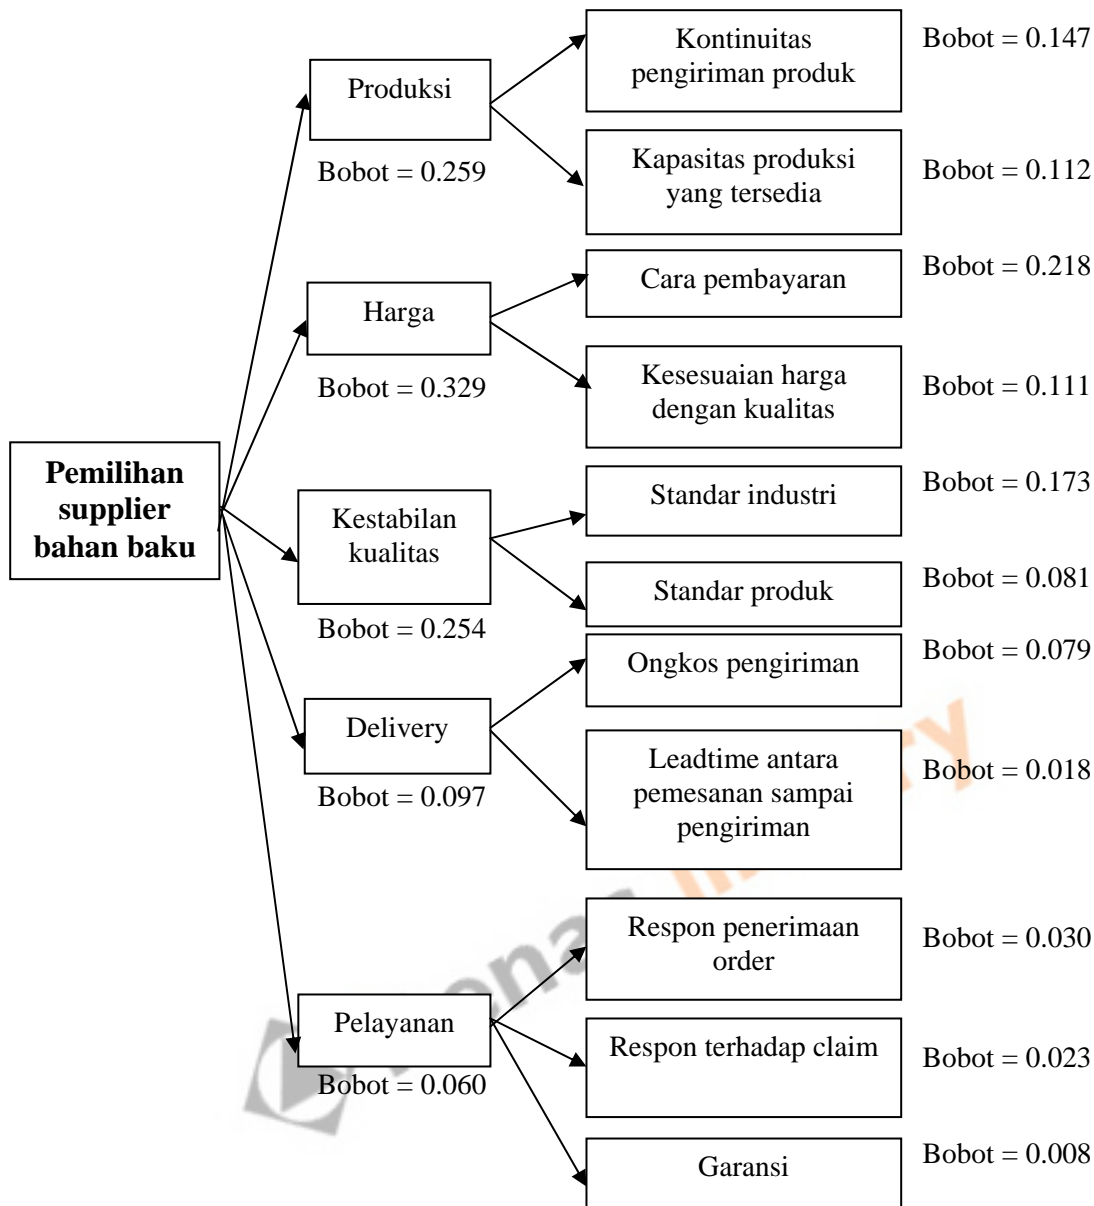 Pemilihan
supplier
bahan baku
Produksi
Bobot = 0.259
Kontinuitas
pengiriman produk
Bobot = 0.147
Kapasitas produksi
yang tersedia
Bobot = 0.112
Harga
Bobot = 0.329
Cara pembayaran
Bobot = 0.218
Kesesuaian harga
dengan kualitas
Bobot = 0.111
Kestabilan
kualitas
Bobot = 0.254
Standar industri
Bobot = 0.173
Standar produk
Bobot = 0.081
Delivery
Bobot = 0.097
Ongkos pengiriman
Bobot = 0.079
Leadtime antara
pemesanan sampai
pengiriman
Bobot = 0.018
Pelayanan
Bobot = 0.060
Respon penerimaan
order
Bobot = 0.030
Respon terhadap claim
Bobot = 0.023
Garansi
Bobot = 0.008